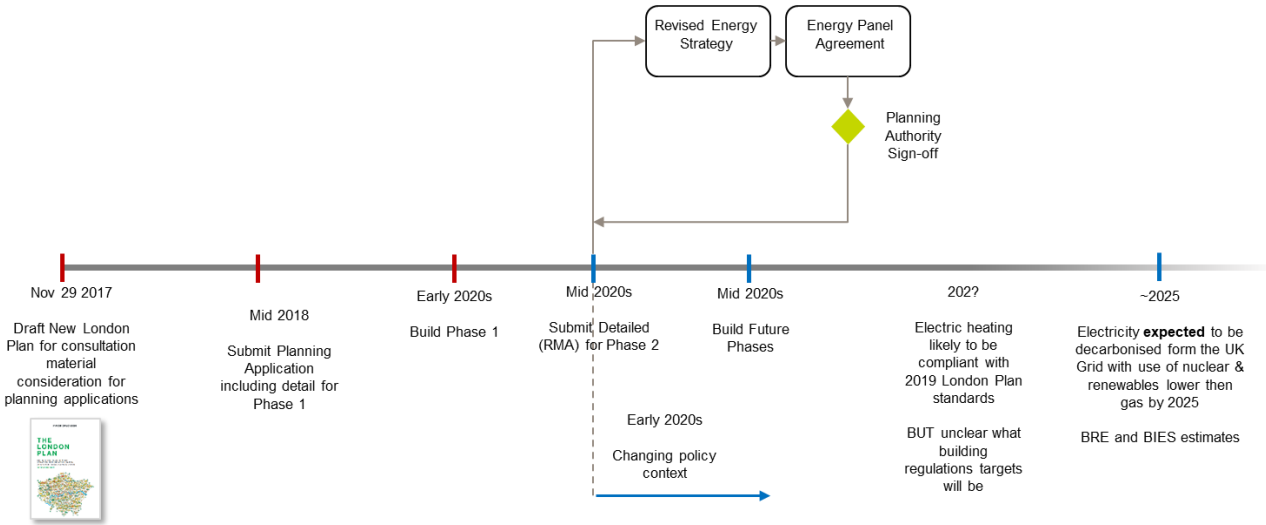 Revised Energy
Strategy
Energy Panel
Agreement
Planning
Authority
Sign-off
Nov 29 2017
Draft New London
Plan for consultation
material
consideration for
planning applications
THE
LONDON
PLAN
Mid 2018
Submit Planning
Application
including detail for
Phase 1
Early 2020s
Build Phase 1
Mid 2020s
Submit Detailed
(RMA) for Phase 2
Early 2020s
Changing policy
context
Mid 2020s
Build Future
Phases
202?
Electric heating
likely to be
compliant with
2019 London Plan
standards
BUT unclear what
building
regulations targets
will be
~2025
Electricity expected to be
decarbonised form the UK
Grid with use of nuclear &
renewables lower then
gas by 2025
BRE and BIES estimates